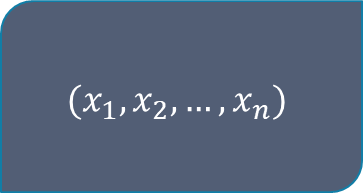 (x₁, x₂, … , xₙ)